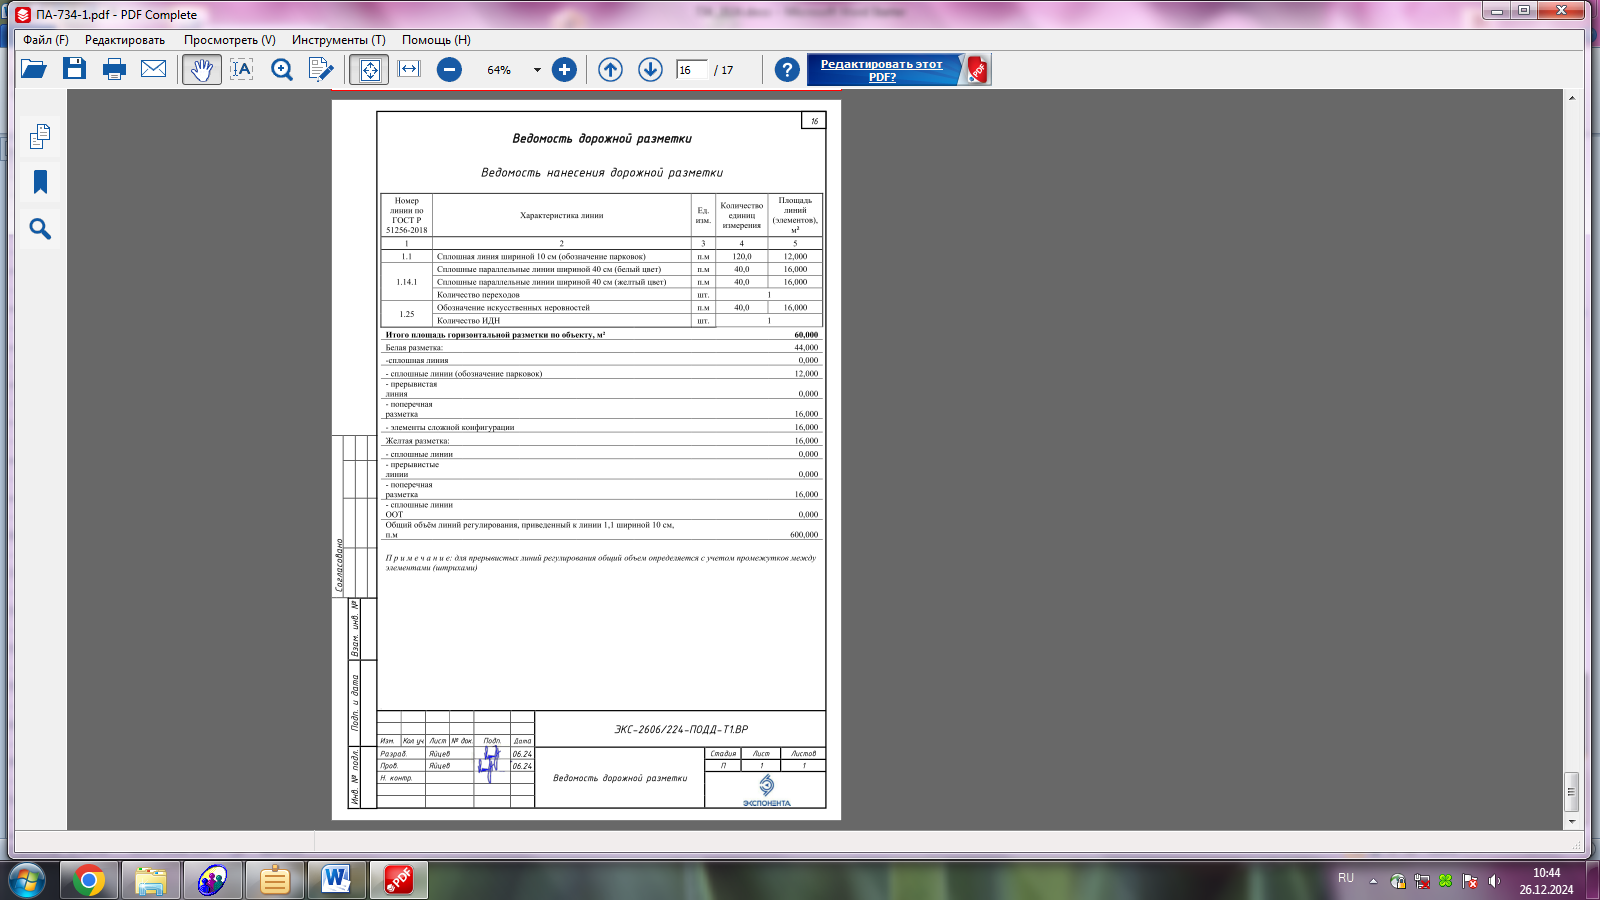 ПА-734-1.pdf - PDF Complete
Файл (F) Редактировать Просмотреть (V) Инструменты (T) Помощь (H)
64% 16 / 17 ? Редактировать этот PDF? PDF
16
Ведомость дорожной разметки
Ведомость нанесения дорожной разметки
Номер линии по ГОСТ Р 51256-2018 Характеристика линии Ед. изм. Количество единиц измерения Площадь линий (элементов), м²
1 2 3 4 5
1.1 Сплошная линия шириной 10 см (обозначение парковок) п.м 120,0 12,000
1.14.1 Сплошные параллельные линии шириной 40 см (белый цвет) п.м 40,0 16,000
Сплошные параллельные линии шириной 40 см (желтый цвет) п.м 40,0 16,000
Количество переходов шт. 1
1.25 Обозначение искусственных неровностей п.м 40,0 16,000
Количество ИДН шт. 1
Итого площадь горизонтальной разметки по объекту, м² 60,000
Белая разметка: 44,000
-сплошная линия 0,000
- сплошные линии (обозначение парковок) 12,000
- прерывистая
линия 0,000
- поперечная
разметка 16,000
- элементы сложной конфигурации 16,000
Желтая разметка: 16,000
- сплошные линии 0,000
- прерывистые
линии 0,000
- поперечная
разметка 16,000
- сплошные линии
ООТ 0,000
Общий объём линий регулирования, приведенный к линии 1,1 шириной 10 см,
п.м 600,000
П р и м е ч а н и е: для прерывистых линий регулирования общий объем определяется с учетом промежутков между
элементами (штрихами)
Согласовано
Взам. инв. №
Подп. и дата
Инв. № подл.
ЭКС-2606/224-ПОДД-Т1.ВР
Изм. Кол.уч Лист № док. Подп. Дата
Разраб. Яйцев 06.24
Пров. Яйцев 06.24
Н. контр.
Ведомость дорожной разметки
Стадия Лист Листов
П 1 1
ЭКСПОНЕНТА
RU 10:44
26.12.2024